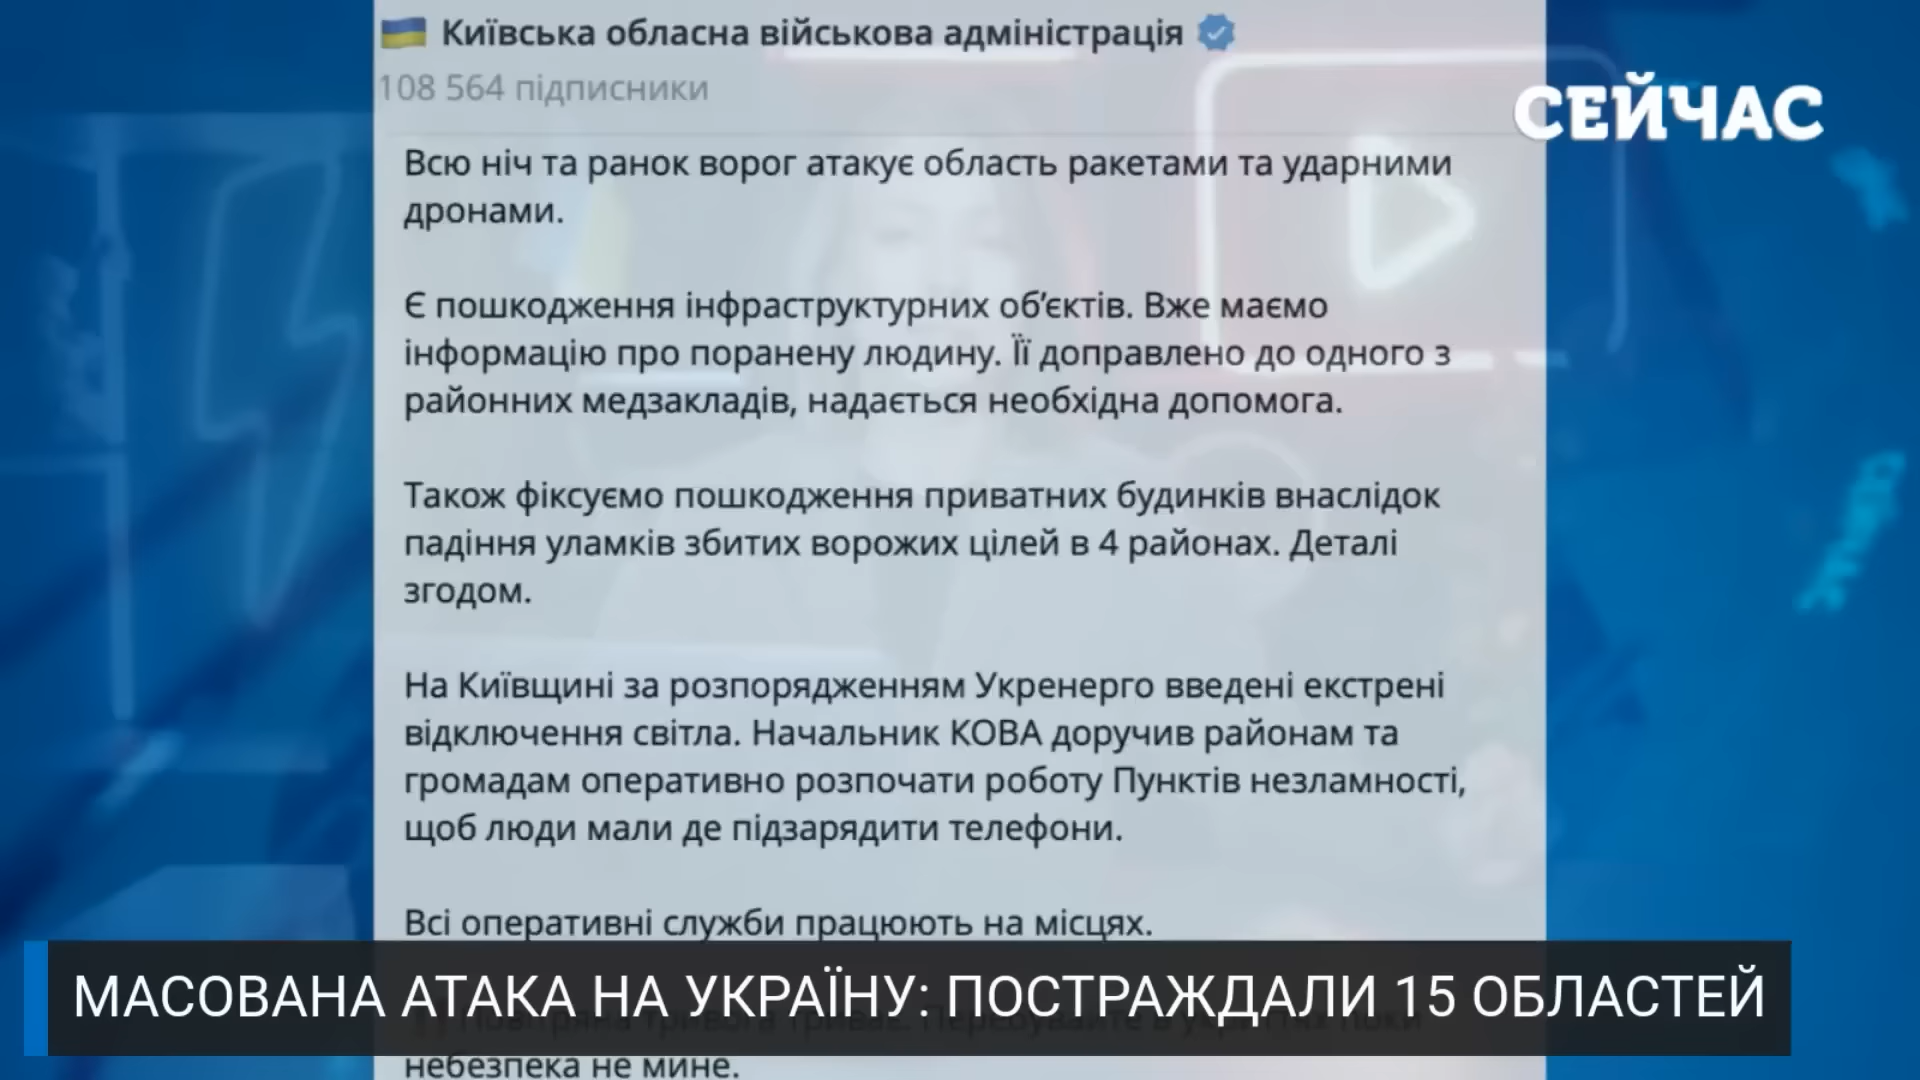 Київська обласна військова адміністрація
108 564 підписники
СЕЙЧАС
Всю ніч та ранок ворог атакує область ракетами та ударними
дронами.
Є пошкодження інфраструктурних об’єктів. Вже маємо
інформацію про поранену людину. Її доправлено до одного з
районних медзакладів, надається необхідна допомога.
Також фіксуємо пошкодження приватних будинків внаслідок
падіння уламків збитих ворожих цілей в 4 районах. Деталі
згодом.
На Київщині за розпорядженням Укренерго введені екстрені
відключення світла. Начальник КОВА доручив районам та
громадам оперативно розпочати роботу Пунктів незламності,
щоб люди мали де підзарядити телефони.
Всі оперативні служби працюють на місцях.
МАСОВАНА АТАКА НА УКРАЇНУ: ПОСТРАЖДАЛИ 15 ОБЛАСТЕЙ
небезпека не мине.